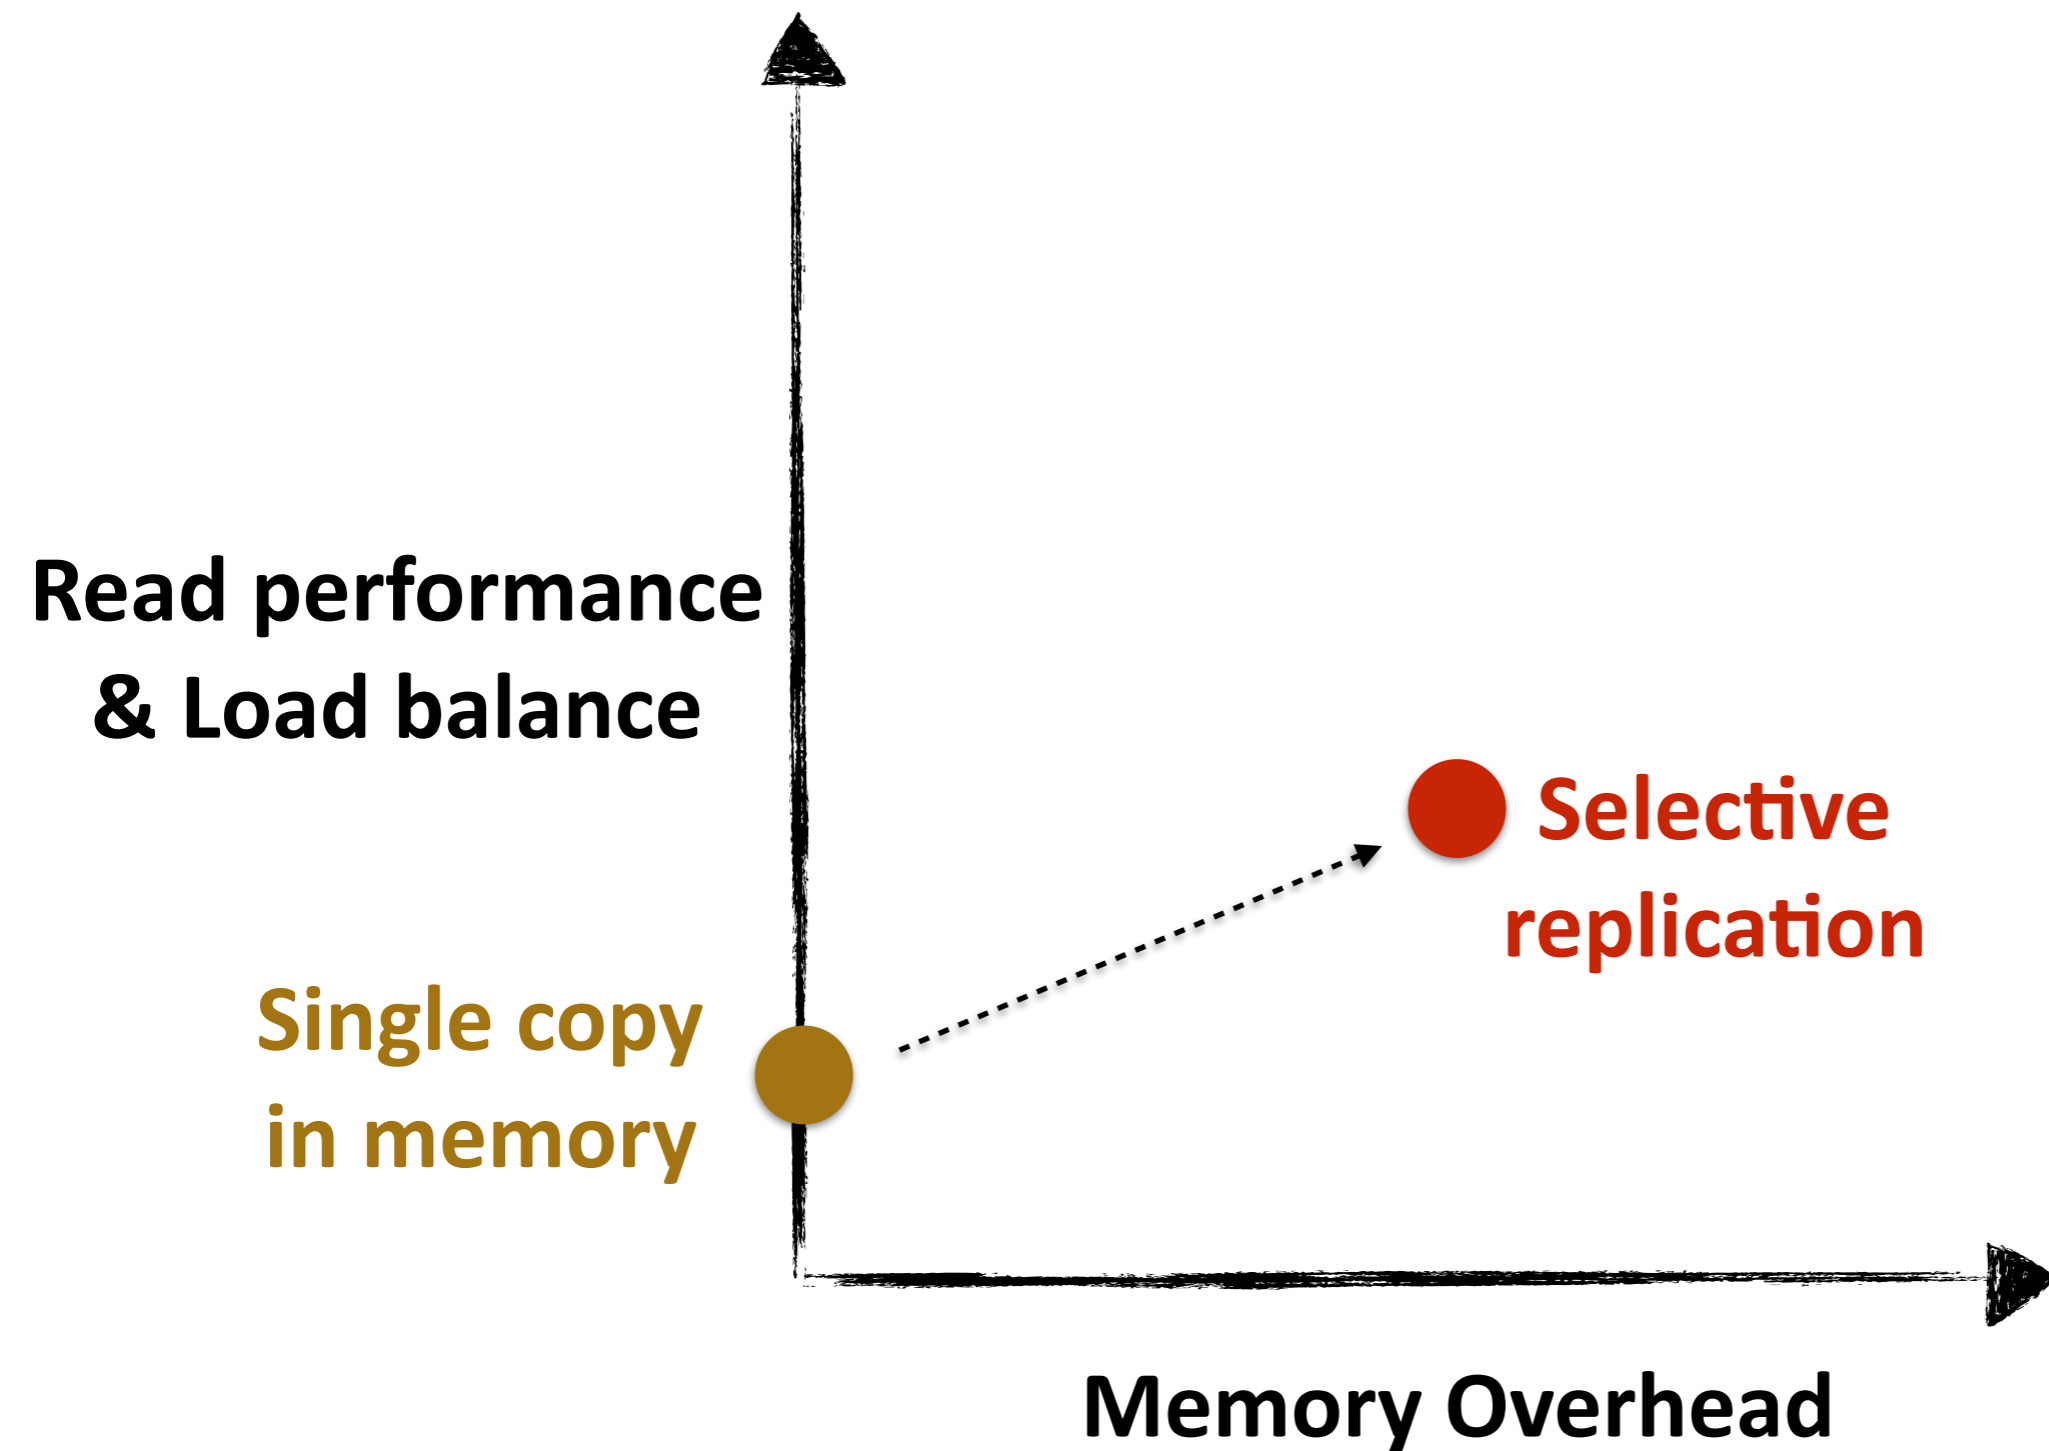 Read performance
& Load balance
Selective
replication
Single copy
in memory
Memory Overhead